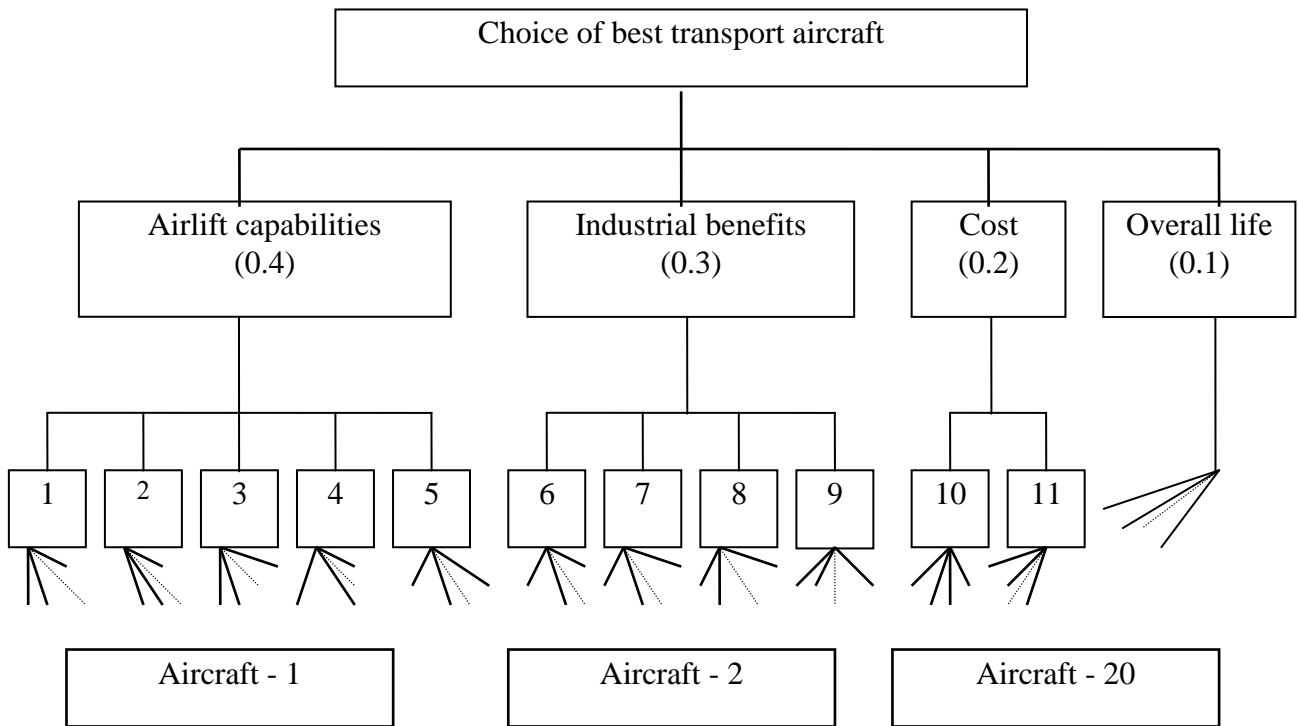 Choice of best transport aircraft
Airlift capabilities
(0.4)
Industrial benefits
(0.3)
Cost
(0.2)
Overall life
(0.1)
1
2
3
4
5
6
7
8
9
10
11
Aircraft - 1
Aircraft - 2
Aircraft - 20